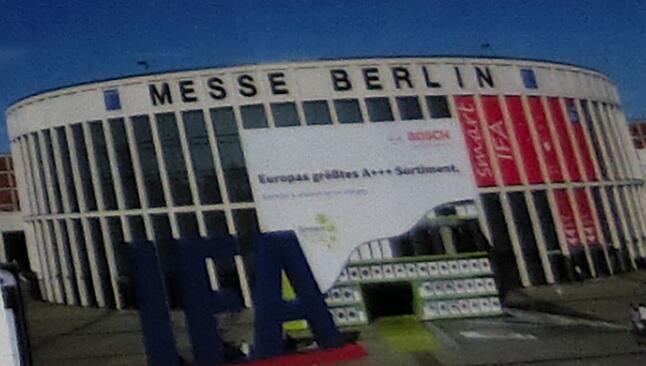 MESSE BERLIN
BOSCH
smart
IFA
Europas größtes A+++ Sortiment.
IFA